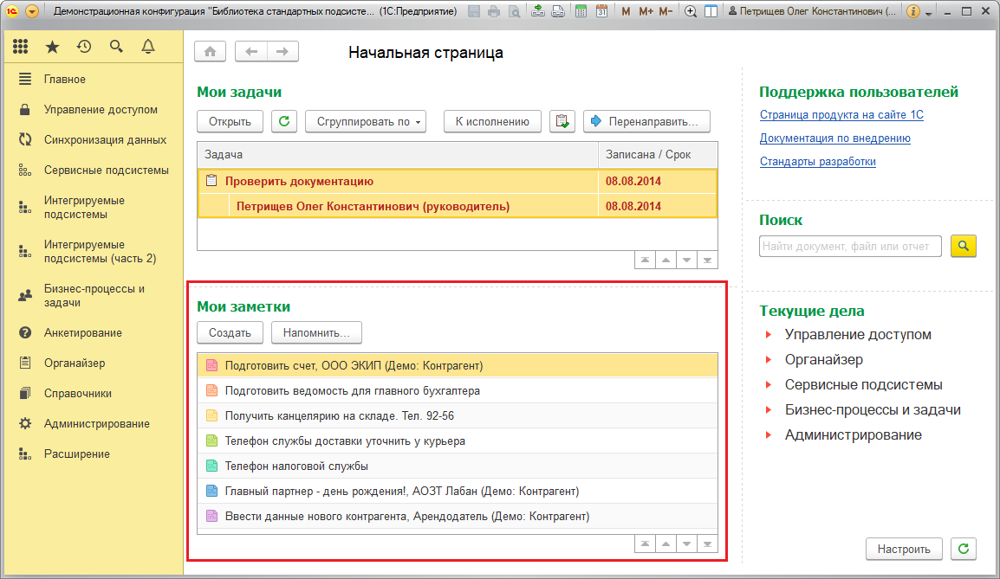 Демонстрационная конфигурация "Библиотека стандартных подсисте... (1С:Предприятие)
31
M M+ M-
Петрищев Олег Константинович (...
Главное
Управление доступом
Синхронизация данных
Сервисные подсистемы
Интегрируемые
подсистемы
Интегрируемые
подсистемы (часть 2)
Бизнес-процессы и
задачи
Анкетирование
Органайзер
Справочники
Администрирование
Расширение
Начальная страница
Мои задачи
Открыть
Сгруппировать по
К исполнению
Перенаправить...
Задача
Записана / Срок
Проверить документацию
08.08.2014
Петрищев Олег Константинович (руководитель)
08.08.2014
Мои заметки
Создать
Напомнить...
Подготовить счет, ООО ЭКИП (Демо: Контрагент)
Подготовить ведомость для главного бухгалтера
Получить канцелярию на складе. Тел. 92-56
Телефон службы доставки уточнить у курьера
Телефон налоговой службы
Главный партнер - день рождения!, АОЗТ Лабан (Демо: Контрагент)
Ввести данные нового контрагента, Арендодатель (Демо: Контрагент)
Поддержка пользователей
Страница продукта на сайте 1С
Документация по внедрению
Стандарты разработки
Поиск
Найти документ, файл или отчет
Текущие дела
Управление доступом
Органайзер
Сервисные подсистемы
Бизнес-процессы и задачи
Администрирование
Настроить